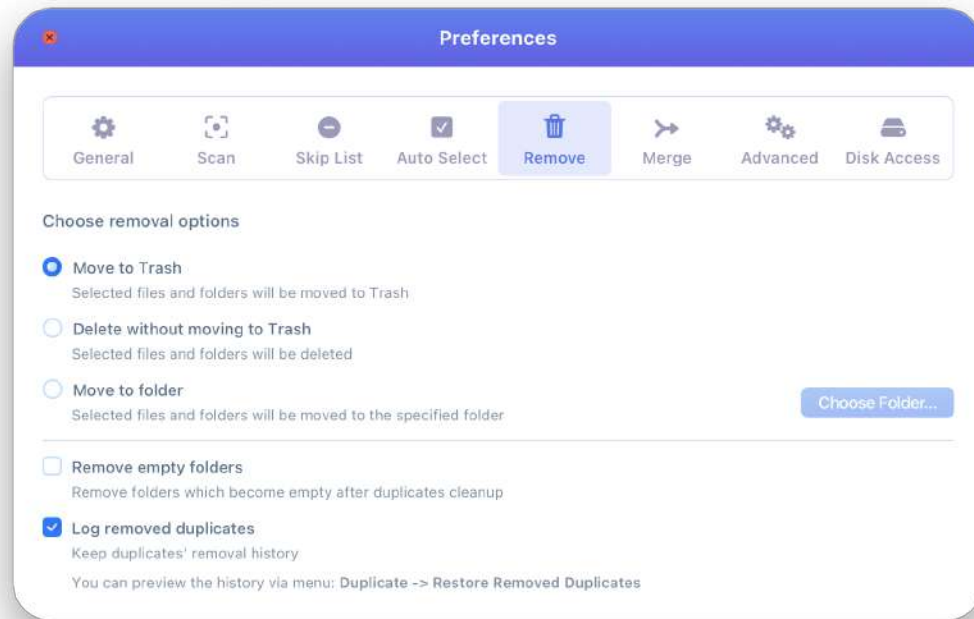 Preferences
General Scan Skip List Auto Select Remove Merge Advanced Disk Access
Choose removal options
Move to Trash
Selected files and folders will be moved to Trash
Delete without moving to Trash
Selected files and folders will be deleted
Move to folder
Selected files and folders will be moved to the specified folder
Choose Folder...
Remove empty folders
Remove folders which become empty after duplicates cleanup
Log removed duplicates
Keep duplicates' removal history
You can preview the history via menu: Duplicate -> Restore Removed Duplicates